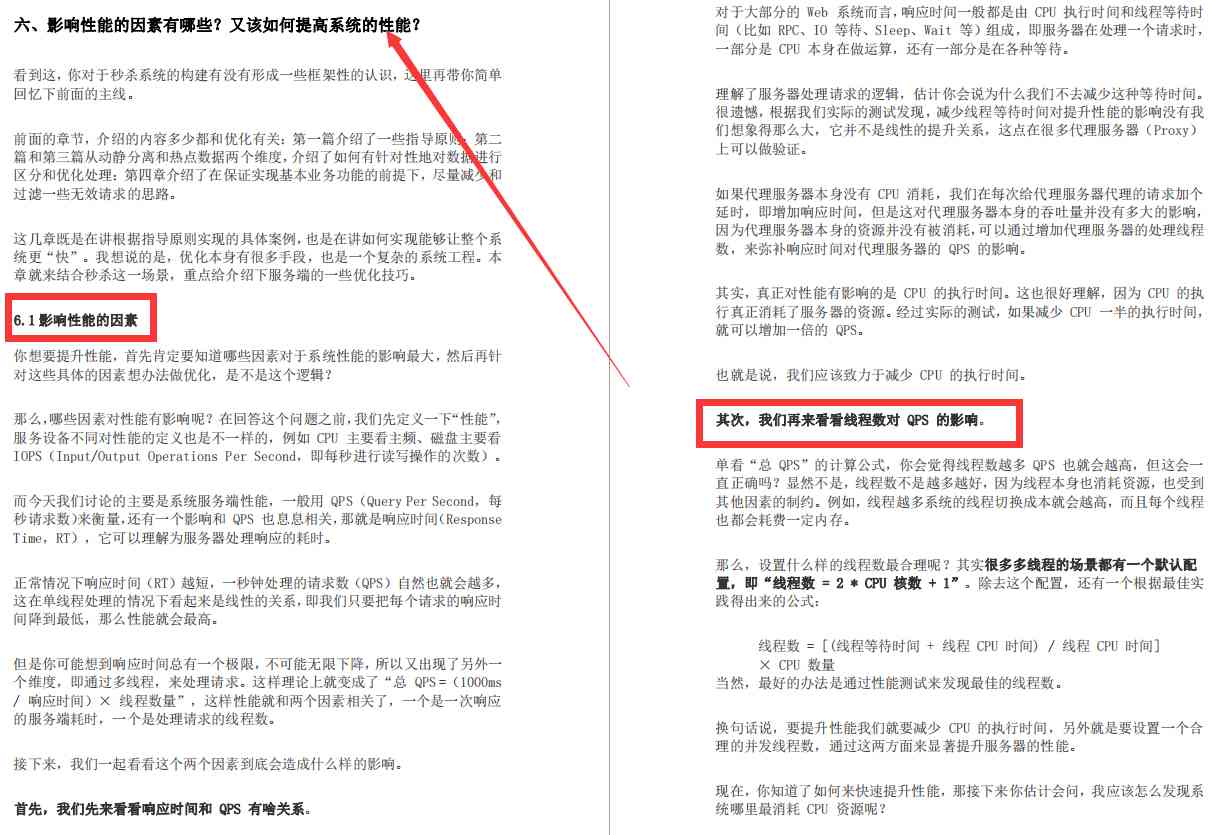 六、影响性能的因素有哪些？又该如何提高系统的性能？
看到这，你对于秒杀系统的构建有没有形成一些框架性的认识，这里再带你简单
回忆下前面的主线。
前面的章节，介绍的内容多少都和优化有关：第一篇介绍了一些指导原则；第二
篇和第三篇从动静分离和热点数据两个维度，介绍了如何有针对性地对数据进行
区分和优化处理；第四章介绍了在保证实现基本业务功能的前提下，尽量减少和
过滤一些无效请求的思路。
这几章既是在讲根据指导原则实现的具体案例，也是在讲如何实现能够让整个系
统更“快”。我想说的是，优化本身有很多手段，也是一个复杂的系统工程。本
章就来结合秒杀这一场景，重点给介绍下服务端的一些优化技巧。
6.1 影响性能的因素
你想要提升性能，首先肯定要知道哪些因素对于系统性能的影响最大，然后再针
对这些具体的因素想办法做优化，是不是这个逻辑？
那么，哪些因素对性能有影响呢？在回答这个问题之前，我们先定义一下“性能”，
服务设备不同对性能的定义也是不一样的，例如 CPU 主要看主频、磁盘主要看
IOPS（Input/Output Operations Per Second，即每秒进行读写操作的次数）。
而今天我们讨论的主要是系统服务端性能，一般用 QPS（Query Per Second，每
秒请求数）来衡量，还有一个影响和 QPS 也息息相关，那就是响应时间（Response
Time，RT），它可以理解为服务器处理响应的耗时。
正常情况下响应时间（RT）越短，一秒钟处理的请求数（QPS）自然也就会越多，
这在单线程处理的情况下看起来是线性的关系，即我们只要把每个请求的响应时
间降到最低，那么性能就会最高。
但是你可能想到响应时间总有一个极限，不可能无限下降，所以又出现了另外一
个维度，即通过多线程，来处理请求。这样理论上就变成了“总 QPS =（1000ms
/ 响应时间）× 线程数量”，这样性能就和两个因素相关了，一个是一次响应
的服务端耗时，一个是处理请求的线程数。
接下来，我们一起看看这个两个因素到底会造成什么样的影响。
首先，我们先来看看响应时间和 QPS 有啥关系。
对于大部分的 Web 系统而言，响应时间一般都是由 CPU 执行时间和线程等待时
间（比如 RPC、IO 等待、Sleep、Wait 等）组成，即服务器在处理一个请求时，
一部分是 CPU 本身在做运算，还有一部分是在各种等待。
理解了服务器处理请求的逻辑，估计你会说为什么我们不去减少这种等待时间。
很遗憾，根据我们实际的测试发现，减少线程等待时间对提升性能的影响没有我
们想象得那么大，它并不是线性的提升关系，这点在很多代理服务器（Proxy）
上可以做验证。
如果代理服务器本身没有 CPU 消耗，我们在每次给代理服务器代理的请求加个
延时，即增加响应时间，但是这对代理服务器本身的吞吐量并没有多大的影响，
因为代理服务器本身的资源并没有被消耗，可以通过增加代理服务器的处理线程
数，来弥补响应时间对代理服务器的 QPS 的影响。
其实，真正对性能有影响的是 CPU 的执行时间。这也很好理解，因为 CPU 的执
行真正消耗了服务器的资源。经过实际的测试，如果减少 CPU 一半的执行时间，
就可以增加一倍的 QPS。
也就是说，我们应该致力于减少 CPU 的执行时间。
其次，我们再来看看线程数对 QPS 的影响。
单看“总 QPS”的计算公式，你会觉得线程数越多 QPS 也就会越高，但这会一
直正确吗？显然不是，线程数不是越多越好，因为线程本身也消耗资源，也受到
其他因素的制约。例如，线程越多系统的线程切换成本就会越高，而且每个线程
也都会耗费一定内存。
那么，设置什么样的线程数最合理呢？其实很多多线程的场景都有一个默认配
置，即“线程数 = 2 * CPU 核数 + 1”。除去这个配置，还有一个根据最佳实
践得出来的公式：
线程数 = [(线程等待时间 + 线程 CPU 时间) / 线程 CPU 时间]
× CPU 数量
当然，最好的办法是通过性能测试来发现最佳的线程数。
换句话说，要提升性能我们就要减少 CPU 的执行时间，另外就是要设置一个合
理的并发线程数，通过这两方面来显著提升服务器的性能。
现在，你知道了如何来快速提升性能，那接下来你估计会问，我应该怎么发现系
统哪里最消耗 CPU 资源呢？